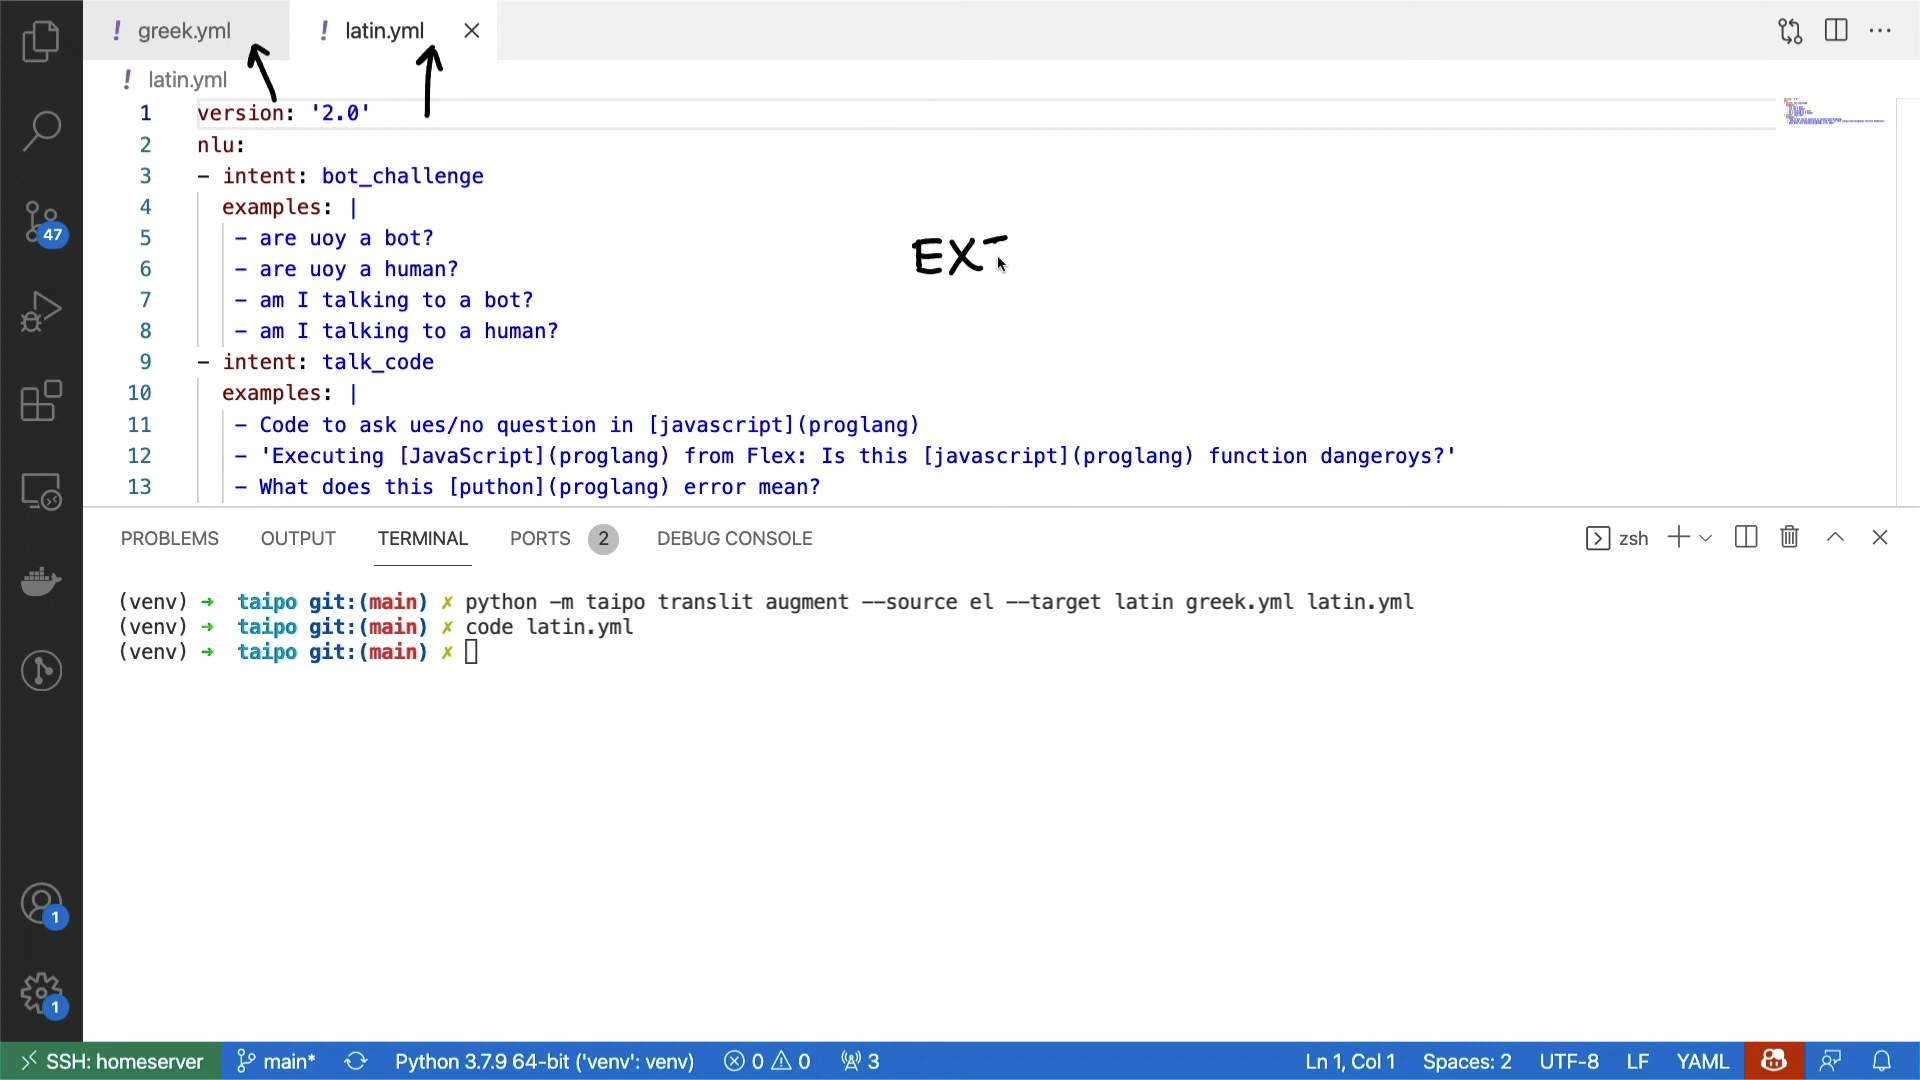 ! greek.yml ! latin.yml
! latin.yml
1 version: '2.0'
2 nlu:
3 - intent: bot_challenge
4 examples: |
5 - are uoy a bot?
6 - are uoy a human?
7 - am I talking to a bot?
8 - am I talking to a human?
9 - intent: talk_code
10 examples: |
11 - Code to ask ues/no question in [javascript](proglang)
12 - 'Executing [JavaScript](proglang) from Flex: Is this [javascript](proglang) function dangeroys?'
13 - What does this [puthon](proglang) error mean?
EX
47
PROBLEMS OUTPUT TERMINAL PORTS 2 DEBUG CONSOLE zsh
(venv) → taipo git:(main) ✗ python -m taipo translit augment --source el --target latin greek.yml latin.yml
(venv) → taipo git:(main) ✗ code latin.yml
(venv) → taipo git:(main) ✗
1
1
SSH: homeserver main* Python 3.7.9 64-bit ('venv': venv) 0 0 3 Ln 1, Col 1 Spaces: 2 UTF-8 LF YAML